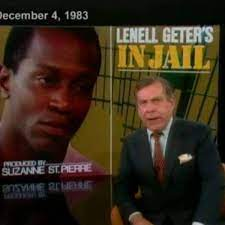 December 4, 1983
LENELL GETER'S
IN JAIL
PRODUCED BY
SUZANNE ST. PIERRE